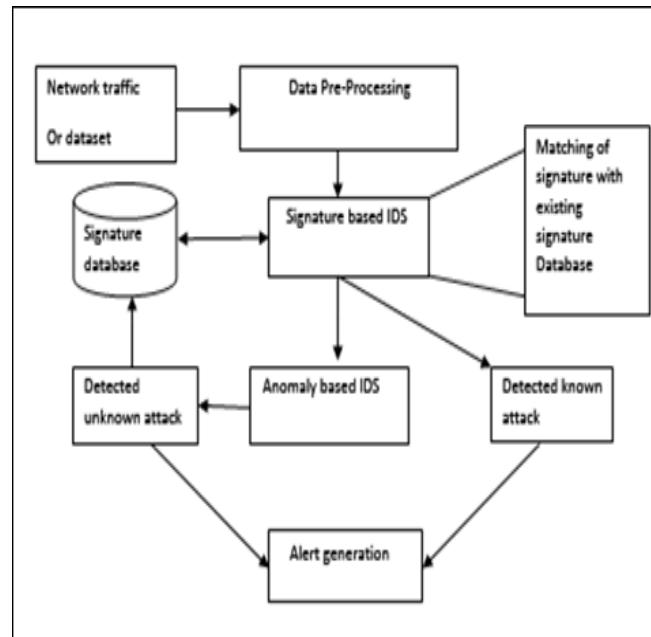 Network traffic
Or dataset
Data Pre-Processing
Matching of
signature with
existing
signature
Database
Signature based IDS
Signature
database
Detected
unknown attack
Anomaly based IDS
Detected known
attack
Alert generation